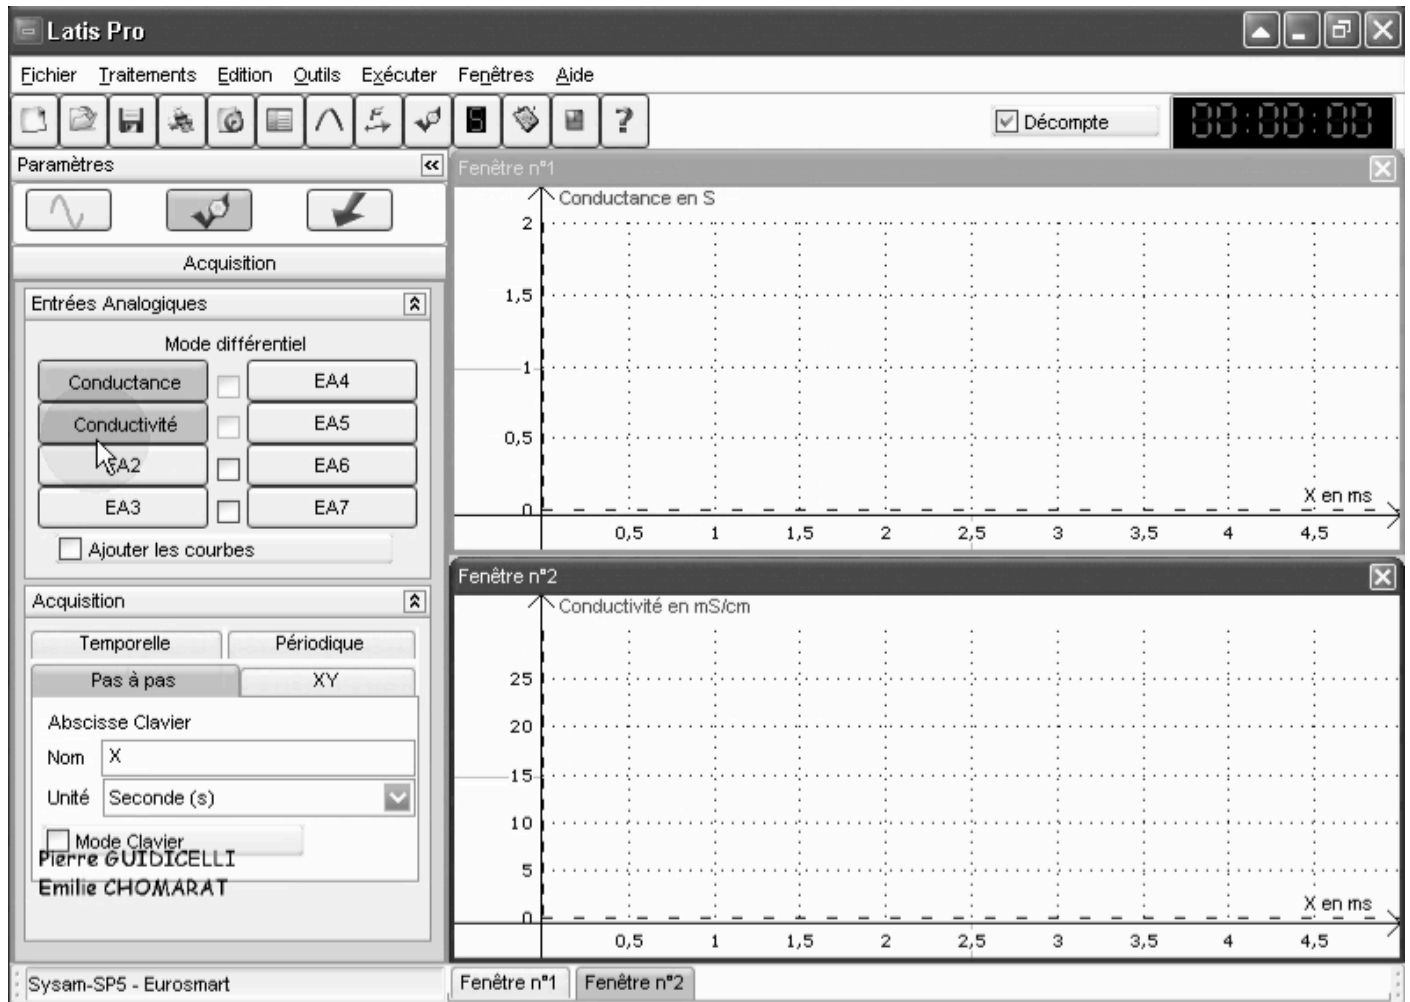 Latis Pro
Fichier Traitements Edition Outils Exécuter Fenêtres Aide
Décompte
Paramètres
Acquisition
Entrées Analogiques
Mode différentiel
Conductance EA4
Conductivité EA5
EA2 EA6
EA3 EA7
Ajouter les courbes
Acquisition
Temporelle Périodique
Pas à pas XY
Abscisse Clavier
Nom X
Unité Seconde (s)
Mode Clavier
Pierre GUIDICELLI
Emilie CHOMARAT
Sysam-SP5 - Eurosmart
Fenêtre n°1
Conductance en S
2
1,5
1
0,5
0
X en ms
0,5 1 1,5 2 2,5 3 3,5 4 4,5
Fenêtre n°2
Conductivité en mS/cm
25
20
15
10
5
0
X en ms
0,5 1 1,5 2 2,5 3 3,5 4 4,5
Fenêtre n°1 Fenêtre n°2